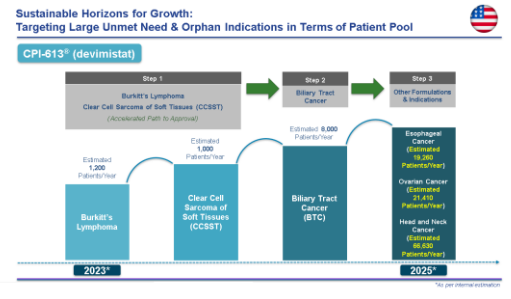 Sustainable Horizons for Growth:
Targeting Large Unmet Need & Orphan Indications in Terms of Patient Pool
CPI-613® (devimistat)
Step 1
Burkitt's Lymphoma
Clear Cell Sarcoma of Soft Tissues (CCSST)
(Accelerated Path to Approval)
Step 2
Biliary Tract
Cancer
Step 3
Other Formulations
& Indications
Estimated
1,200
Patients/Year
Burkitt's
Lymphoma
Estimated
1,000
Patients/Year
Clear Cell
Sarcoma of
Soft Tissues
(CCSST)
Estimated 8,000
Patients/Year
Biliary Tract
Cancer
(BTC)
Esophageal
Cancer
(Estimated
19,260
Patients/Year)
Ovarian Cancer
(Estimated
21,410
Patients/Year)
Head and Neck
Cancer
(Estimated
66,630
Patients/Year)
2023*
2025*
*As per internal estimation